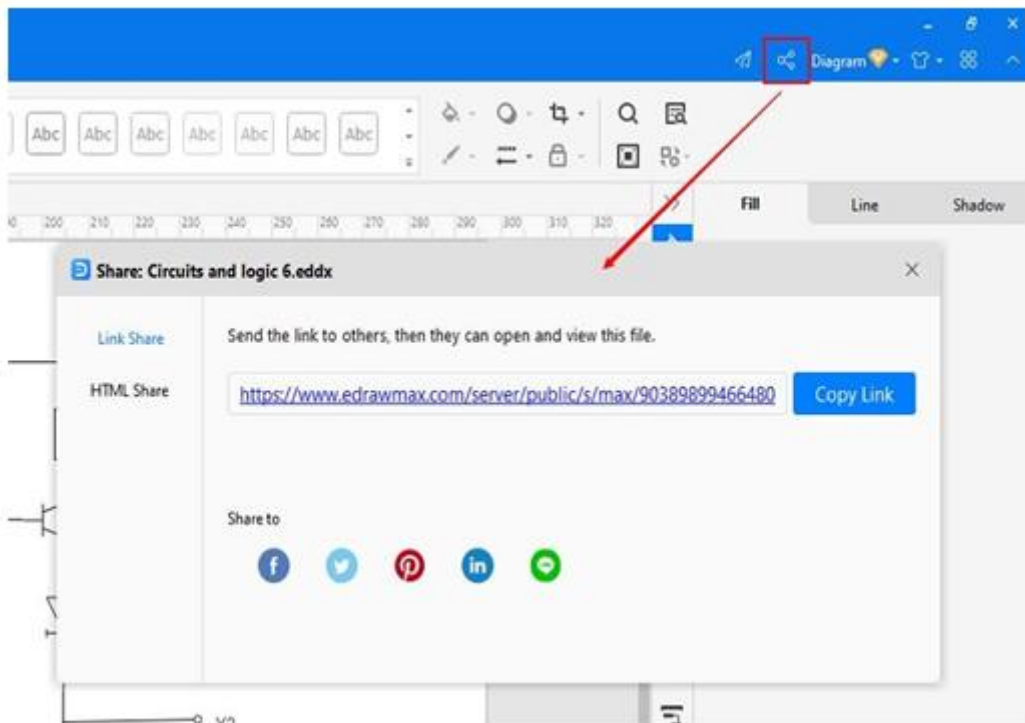 Diagram
Abc Abc Abc Abc Abc Abc Abc
200 210 220 230 240 250 260 270 280 290 300 310 320
Fill Line Shadow
Share: Circuits and logic 6.eddx
Link Share
HTML Share
Send the link to others, then they can open and view this file.
https://www.edrawmax.com/server/public/s/max/90389899466480
Copy Link
Share to